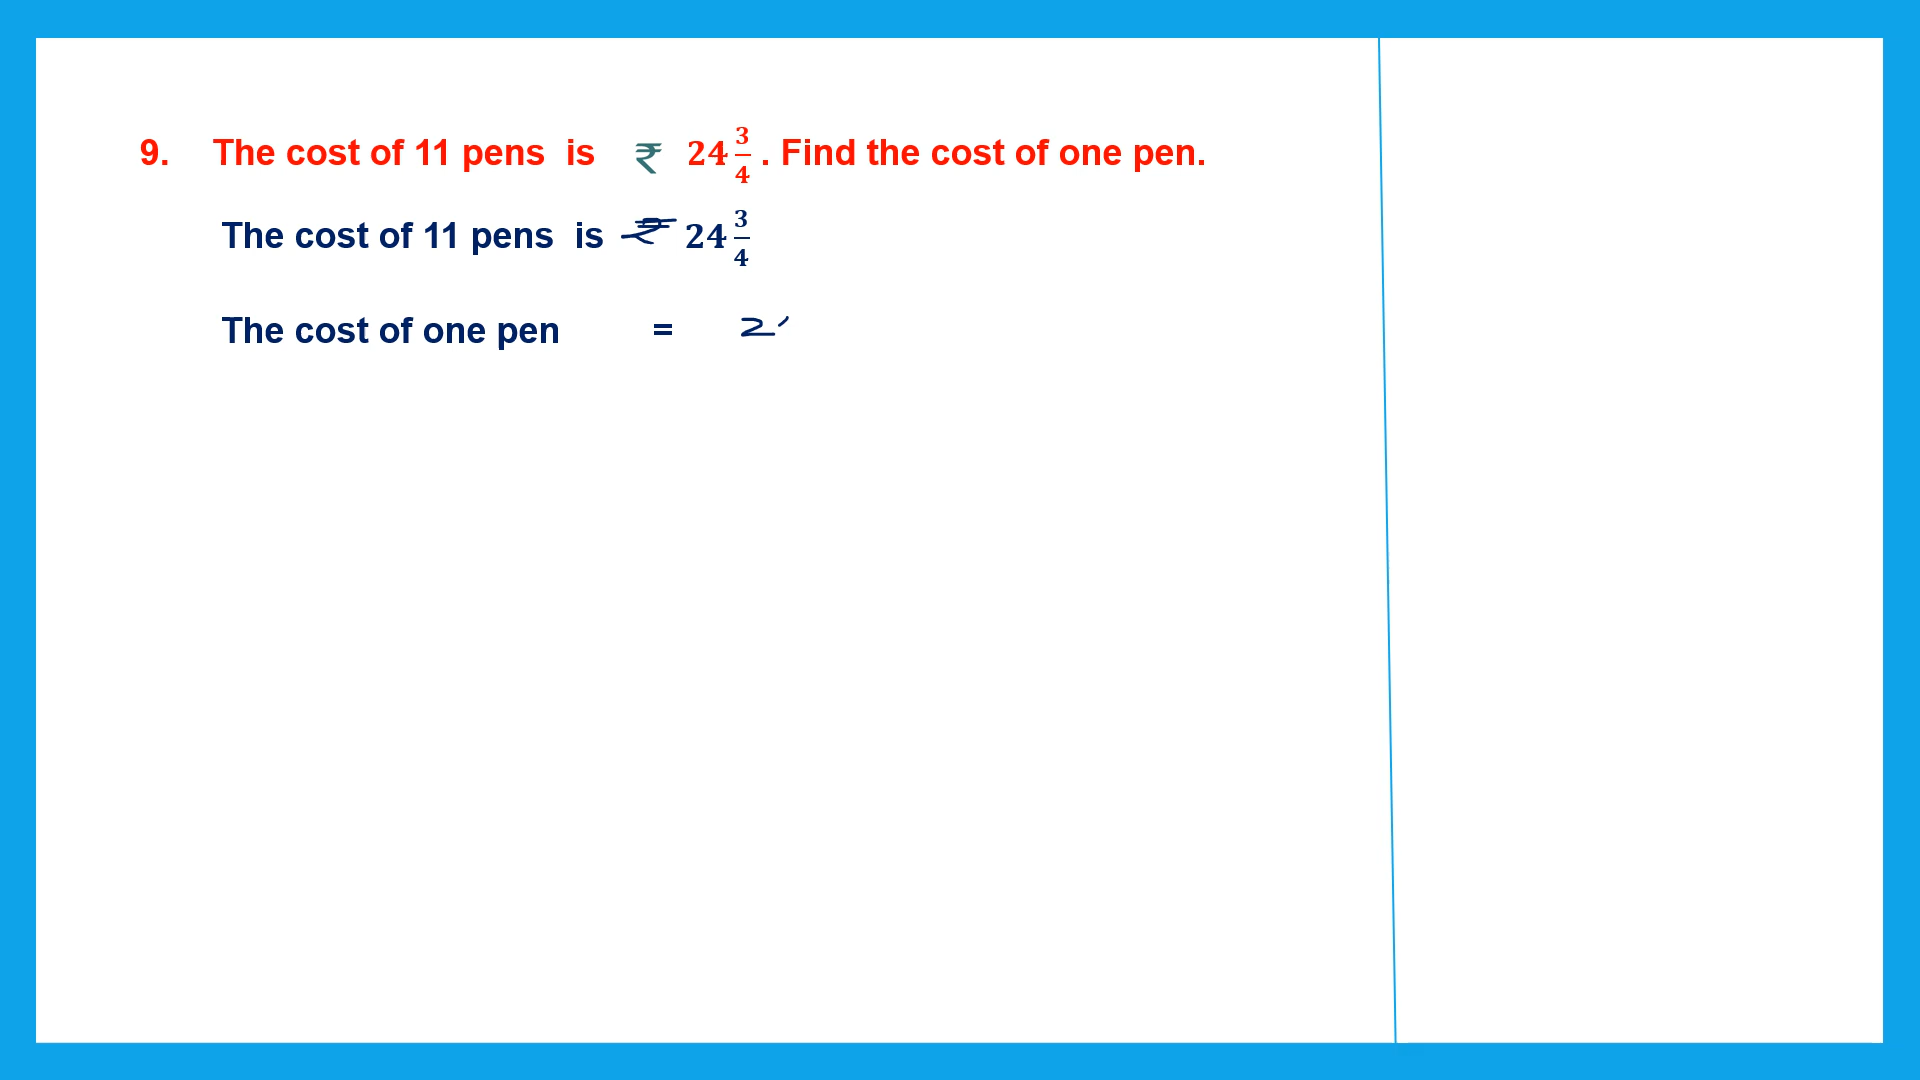 9. The cost of 11 pens is ₹ 24 3/4 . Find the cost of one pen.
The cost of 11 pens is ₹ 24 3/4
The cost of one pen = 2